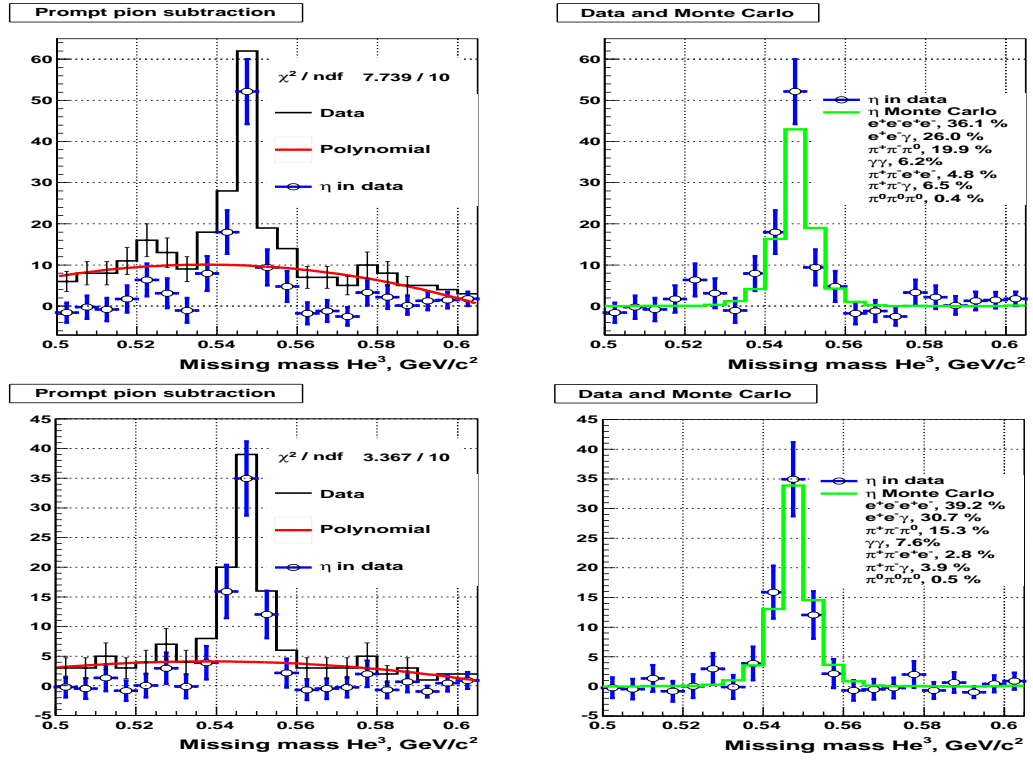 Prompt pion subtraction
χ² / ndf 7.739 / 10
Data
Polynomial
η in data
60
50
40
30
20
10
0
0.5 0.52 0.54 0.56 0.58 0.6
Missing mass He³, GeV/c²
Data and Monte Carlo
η in data
η Monte Carlo
e⁺e⁻e⁺e⁻, 36.1 %
e⁺e⁻γ, 26.0 %
π⁺π⁻π⁰, 19.9 %
γγ, 6.2%
π⁺π⁻e⁺e⁻, 4.8 %
π⁺π⁻γ, 6.5 %
π⁰π⁰π⁰, 0.4 %
60
50
40
30
20
10
0
0.5 0.52 0.54 0.56 0.58 0.6
Missing mass He³, GeV/c²
Prompt pion subtraction
χ² / ndf 3.367 / 10
Data
Polynomial
η in data
45
40
35
30
25
20
15
10
5
0
-5
0.5 0.52 0.54 0.56 0.58 0.6
Missing mass He³, GeV/c²
Data and Monte Carlo
η in data
η Monte Carlo
e⁺e⁻e⁺e⁻, 39.2 %
e⁺e⁻γ, 30.7 %
π⁺π⁻π⁰, 15.3 %
γγ, 7.6%
π⁺π⁻e⁺e⁻, 2.8 %
π⁺π⁻γ, 3.9 %
π⁰π⁰π⁰, 0.5 %
45
40
35
30
25
20
15
10
5
0
-5
0.5 0.52 0.54 0.56 0.58 0.6
Missing mass He³, GeV/c²